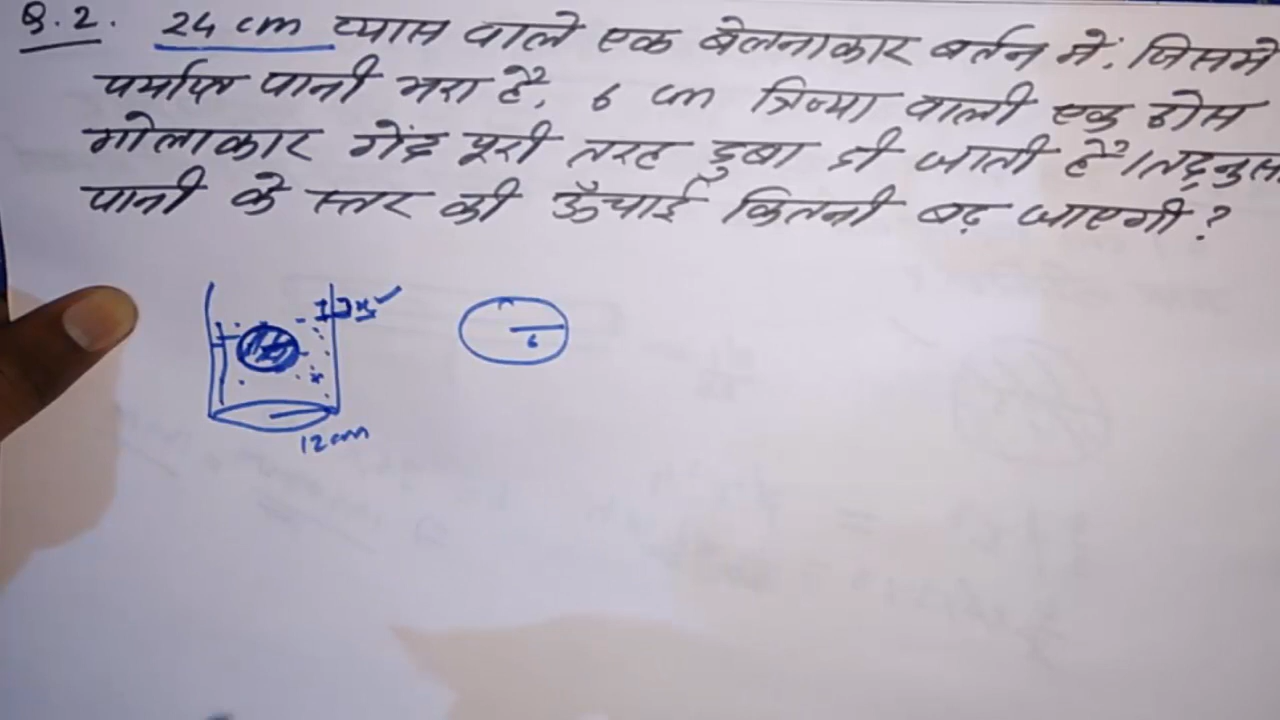 Q.2. 24 cm व्यास वाले एक बेलनाकार बर्तन में, जिसमें
पर्याप्त पानी भरा है, 6 cm त्रिज्या वाली एक ठोस
गोलाकार गेंद पूरी तरह डुबा दी जाती है। तद्नुसा
पानी के स्तर की ऊँचाई कितनी बढ़ जाएगी?
x
6
12cm